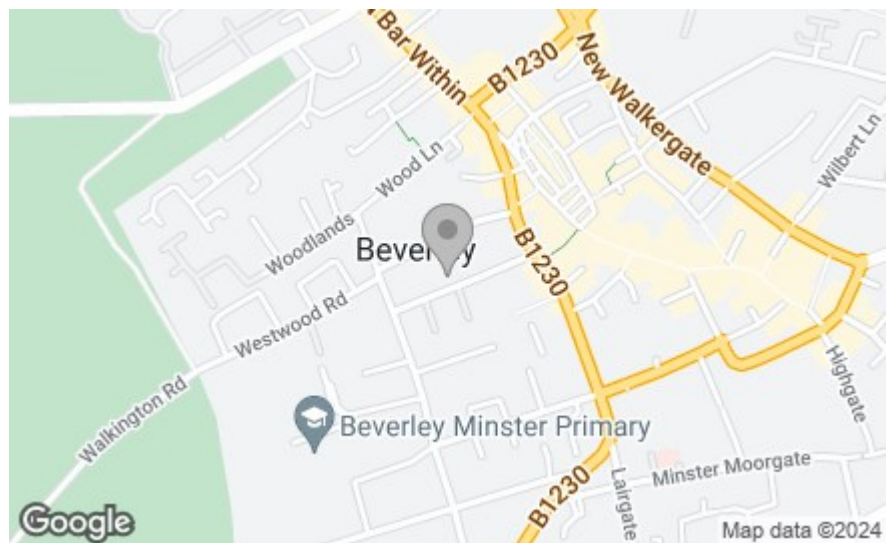 Bar Within
B1230
New Walkergate
Wilbert Ln
Wood Ln
Woodlands
Beverley
B1230
Westwood Rd
Walkington Rd
Highgate
Beverley Minster Primary
Minster Moorgate
Lairgate
B1230
Google
Map data ©2024